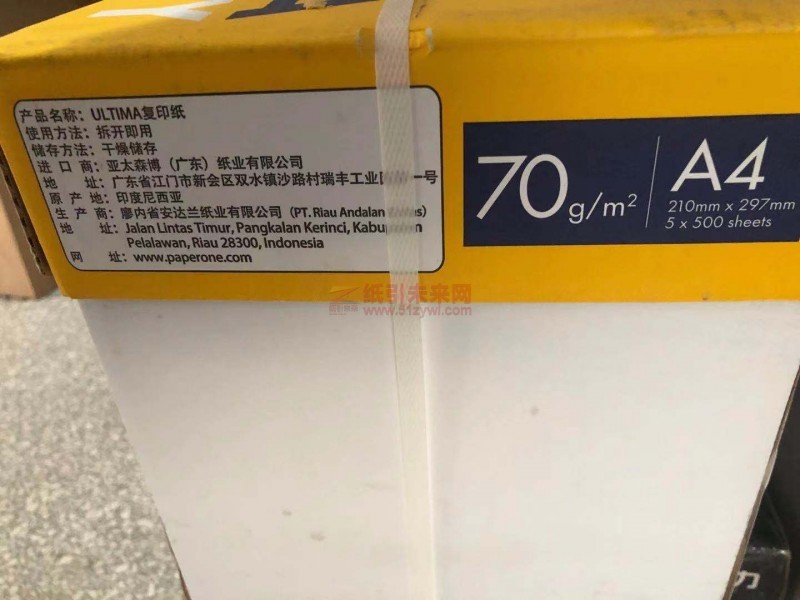 产品名称：ULTIMA复印纸
使用方法：拆开即用
储存方法：干燥储存
进 口 商：亚太森博（广东）纸业有限公司
地 址：广东省江门市新会区双水镇沙路村瑞丰工业 一号
原 产 地：印度尼西亚
生 产 商：廖内省安达兰纸业有限公司（PT. Riau Andalan
地 址：Jalan Lintas Timur, Pangkalan Kerinci,
Pelalawan, Riau 28300, Indonesia
网 址：www.paperone.com
70 g/m²
A4
210mm x 297mm
5 x 500 sheets
纸引未来网
www.51zywl.com
力